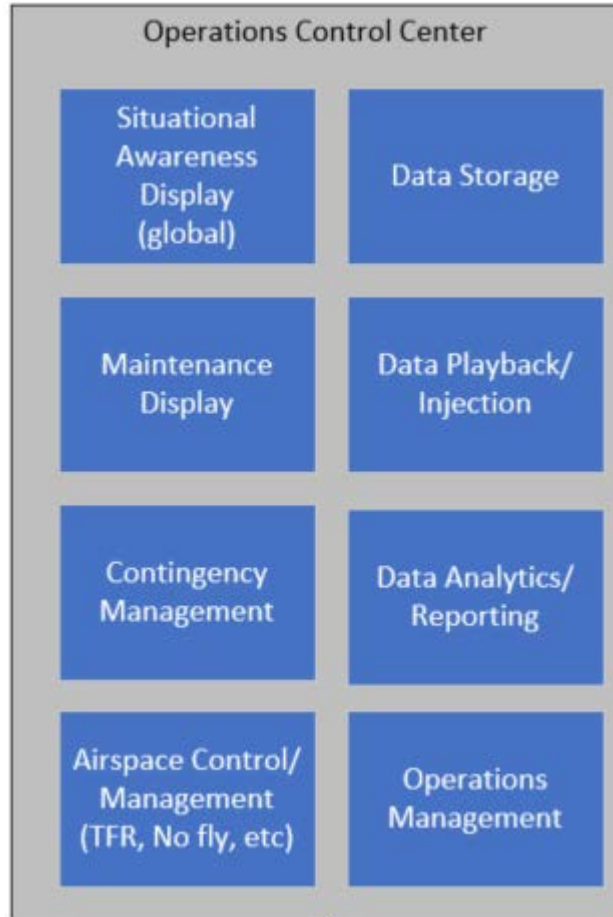 Operations Control Center
Situational
Awareness
Display
(global)
Data Storage
Maintenance
Display
Data Playback/
Injection
Contingency
Management
Data Analytics/
Reporting
Airspace Control/
Management
(TFR, No fly, etc)
Operations
Management